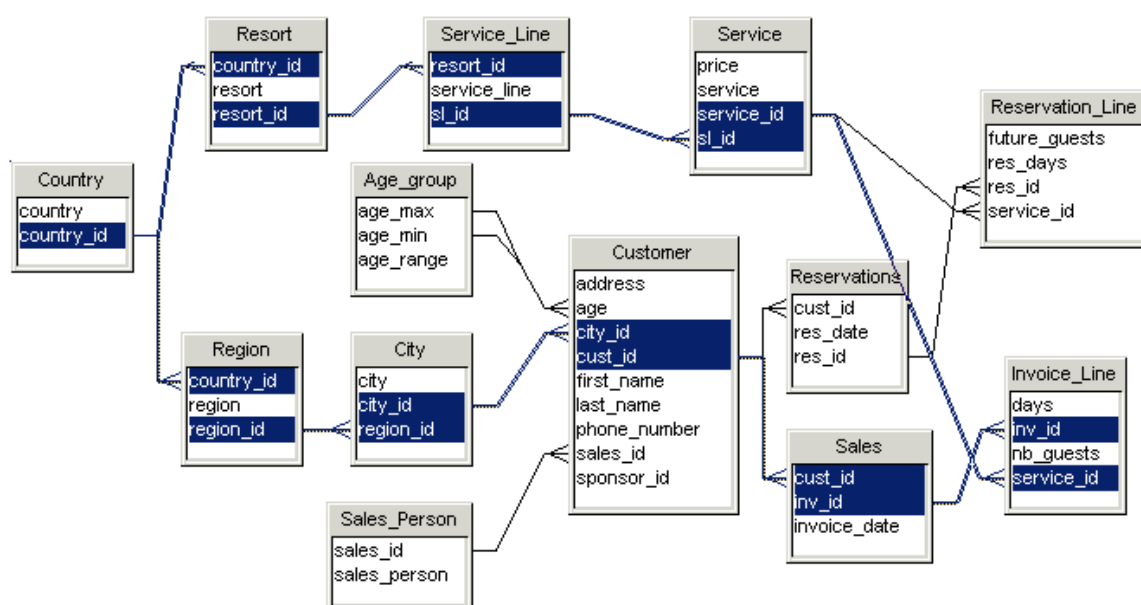 Resort
country_id
resort
resort_id
Service_Line
resort_id
service_line
sl_id
Service
price
service
service_id
sl_id
Reservation_Line
future_guests
res_days
res_id
service_id
Country
country
country_id
Age_group
age_max
age_min
age_range
Customer
address
age
city_id
cust_id
first_name
last_name
phone_number
sales_id
sponsor_id
Reservations
cust_id
res_date
res_id
Region
country_id
region
region_id
City
city
city_id
region_id
Invoice_Line
days
inv_id
nb_guests
service_id
Sales
cust_id
inv_id
invoice_date
Sales_Person
sales_id
sales_person